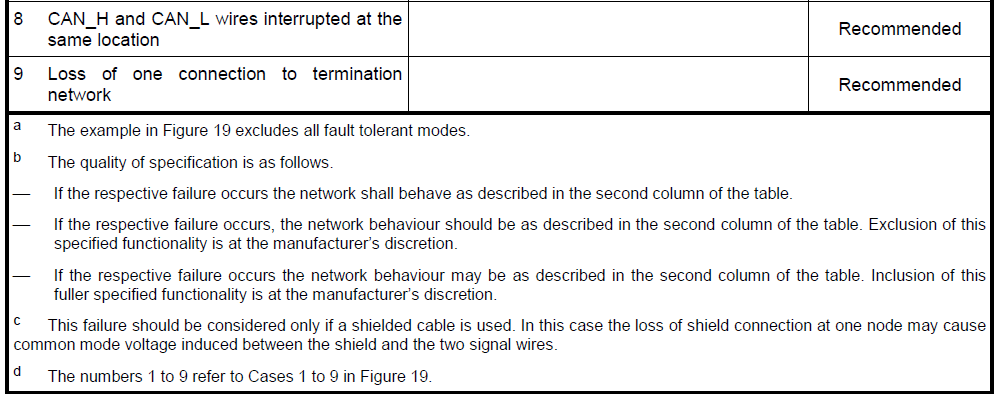 8 CAN_H and CAN_L wires interrupted at the
same location
Recommended
9 Loss of one connection to termination
network
Recommended
a The example in Figure 19 excludes all fault tolerant modes.
b The quality of specification is as follows.
— If the respective failure occurs the network shall behave as described in the second column of the table.
— If the respective failure occurs, the network behaviour should be as described in the second column of the table. Exclusion of this
specified functionality is at the manufacturer’s discretion.
— If the respective failure occurs the network behaviour may be as described in the second column of the table. Inclusion of this
fuller specified functionality is at the manufacturer’s discretion.
c This failure should be considered only if a shielded cable is used. In this case the loss of shield connection at one node may cause
common mode voltage induced between the shield and the two signal wires.
d The numbers 1 to 9 refer to Cases 1 to 9 in Figure 19.